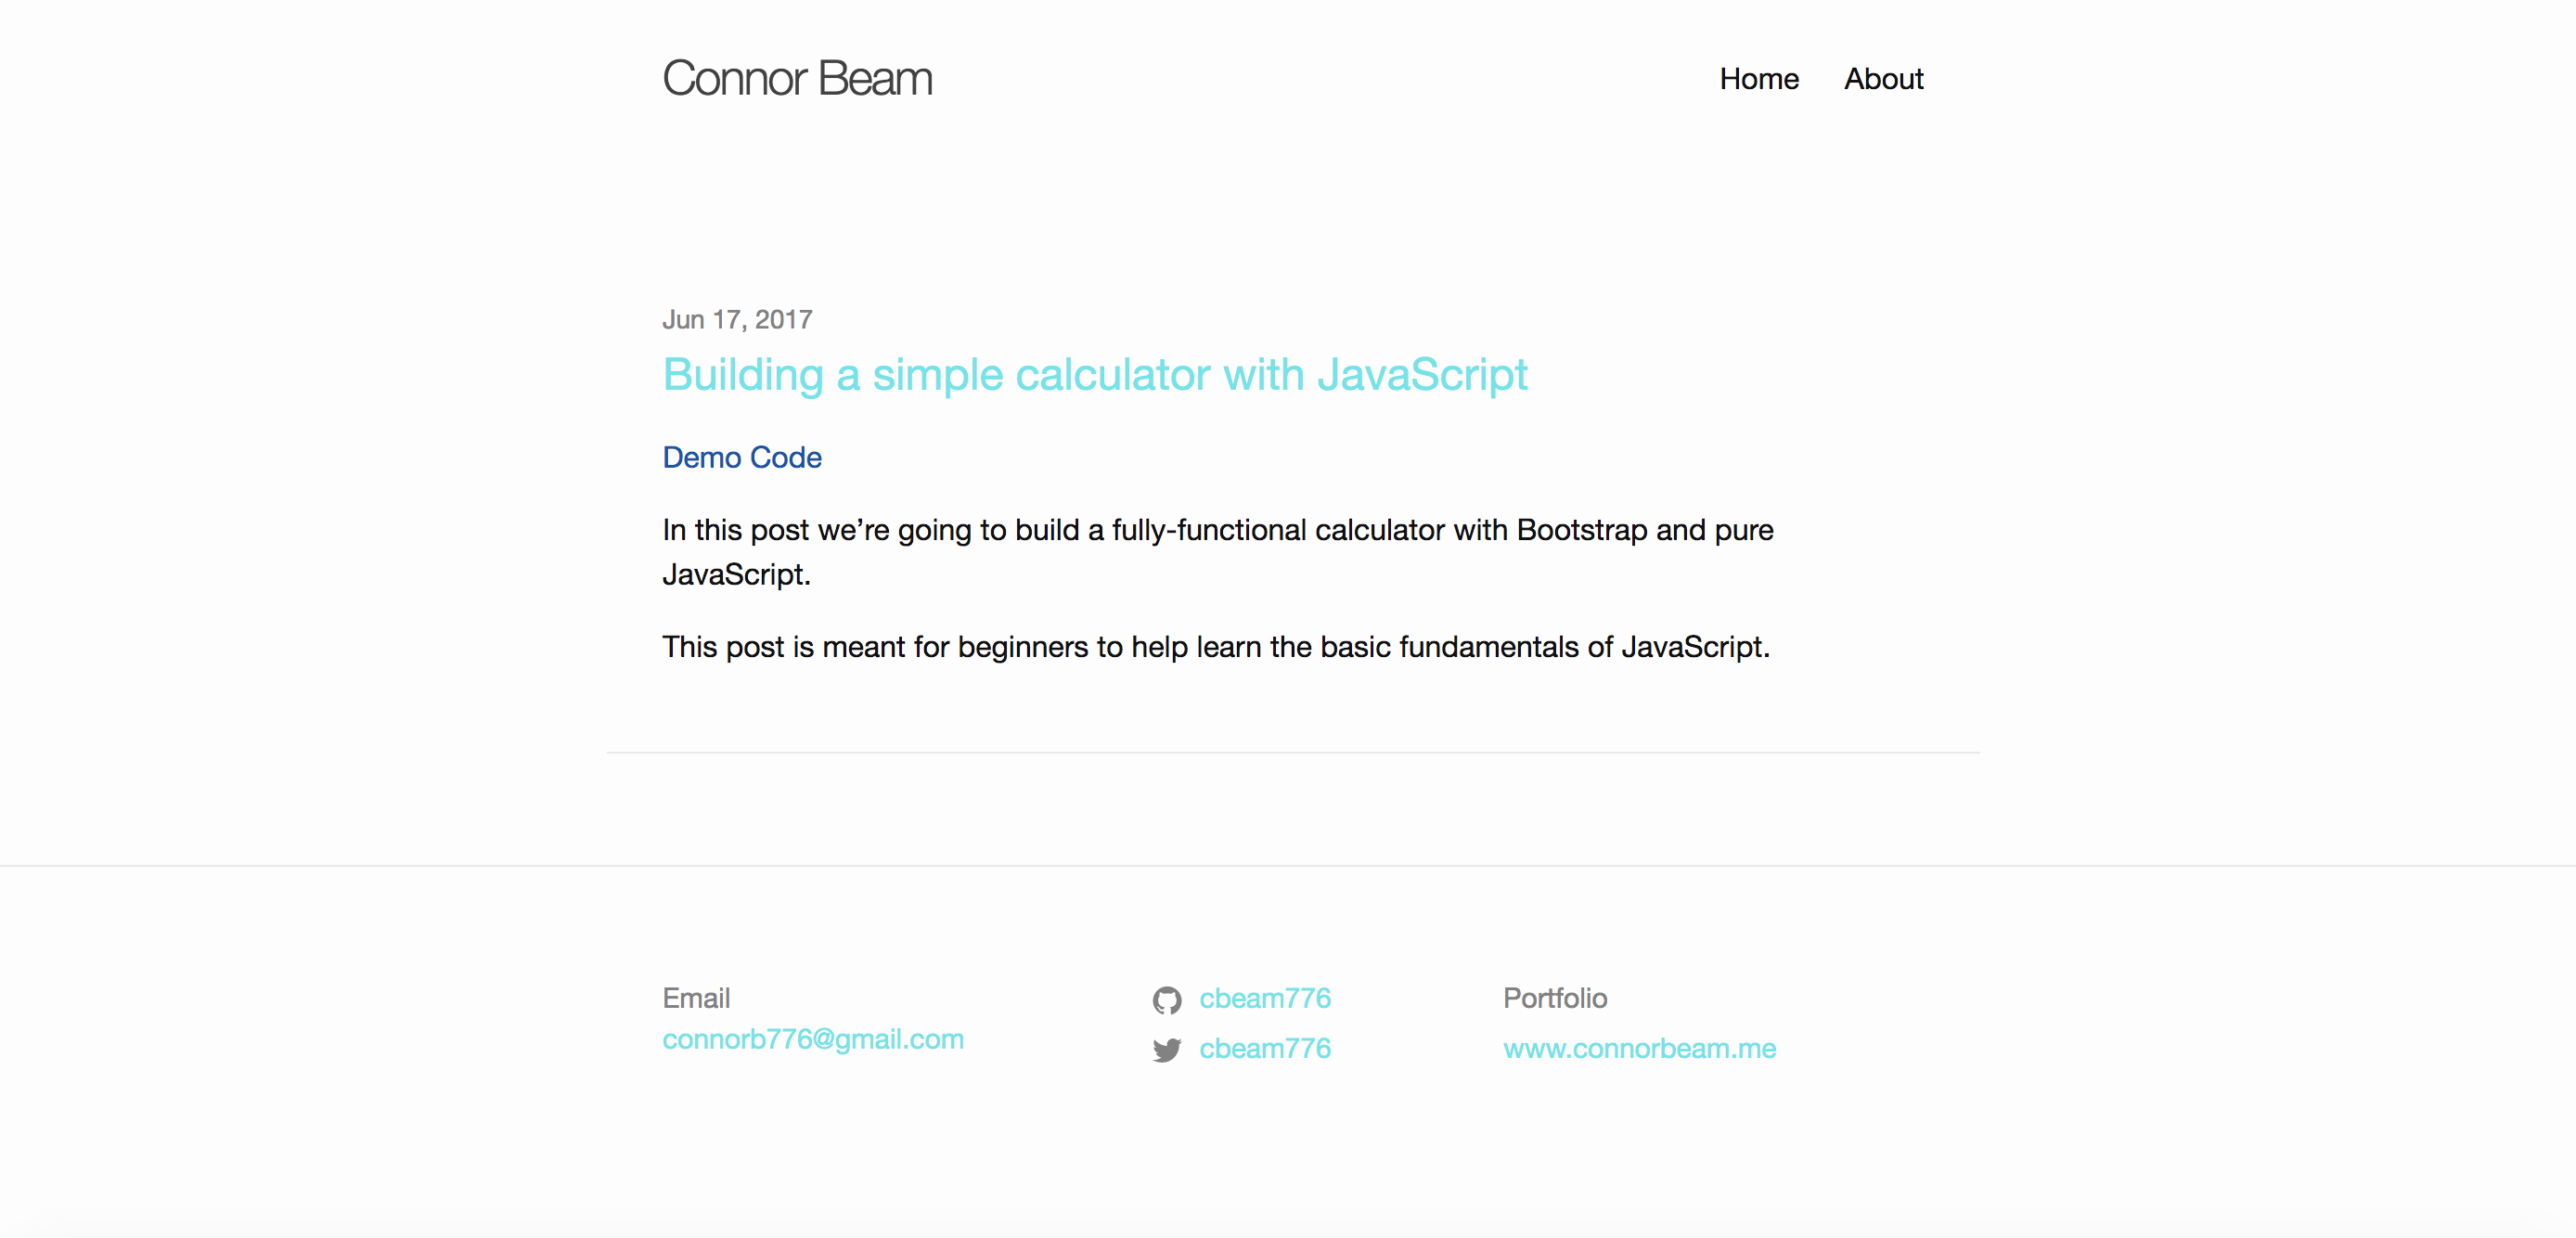 Connor Beam
Home About
Jun 17, 2017
Building a simple calculator with JavaScript
Demo Code
In this post we’re going to build a fully-functional calculator with Bootstrap and pure
JavaScript.
This post is meant for beginners to help learn the basic fundamentals of JavaScript.
Email
connorb776@gmail.com
cbeam776
cbeam776
Portfolio
www.connorbeam.me